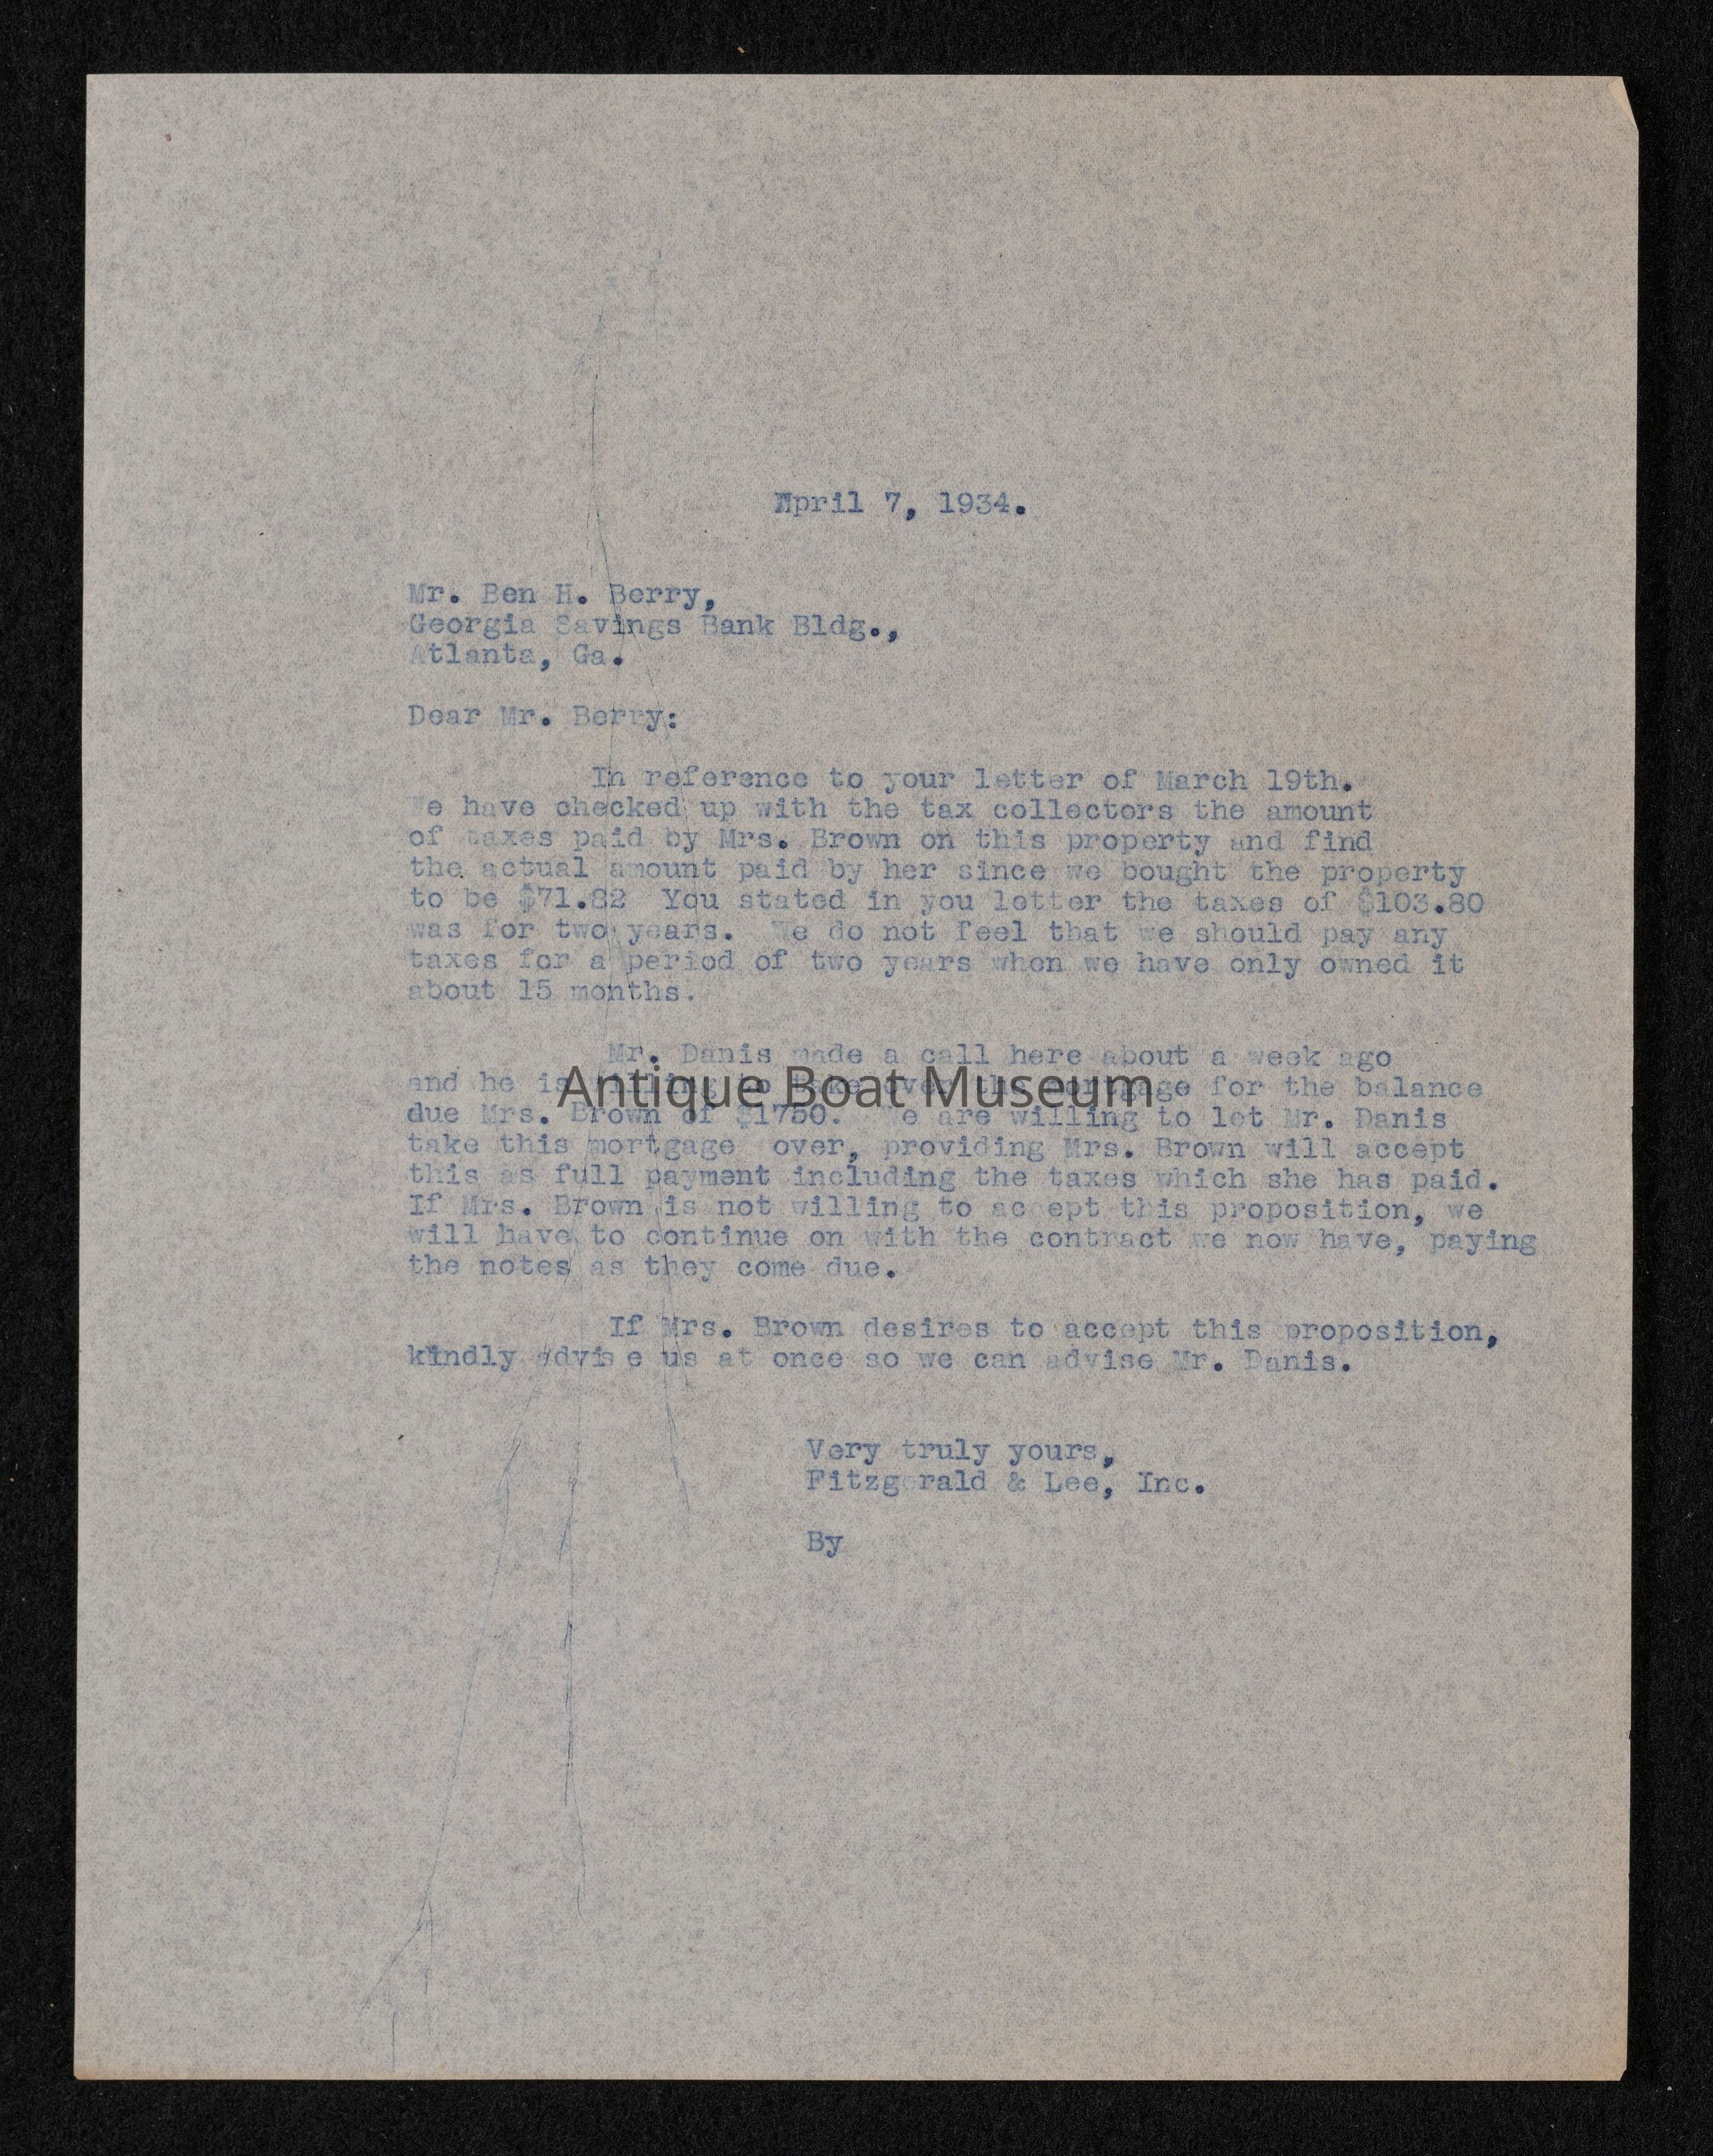 April 7, 1934.
Mr. Ben H. Berry,
Georgia Savings Bank Bldg.,
Atlanta, Ga.
Dear Mr. Berry:
In reference to your letter of March 19th.
We have checked up with the tax collectors the amount
of taxes paid by Mrs. Brown on this property and find
the actual amount paid by her since we bought the property
to be $71.82 You stated in you letter the taxes of $103.80
was for two years. We do not feel that we should pay any
taxes for a period of two years when we have only owned it
about 15 months.
Mr. Danis made a call here about a week ago
and he is willing to take over the mortgage for the balance
Antique Boat Museum
due Mrs. Brown of $1750. We are willing to let Mr. Danis
take this mortgage over, providing Mrs. Brown will accept
this as full payment including the taxes which she has paid.
If Mrs. Brown is not willing to accept this proposition, we
will have to continue on with the contract we now have, paying
the notes as they come due.
If Mrs. Brown desires to accept this proposition,
kindly advise us at once so we can advise Mr. Danis.
Very truly yours,
Fitzgerald & Lee, Inc.
By